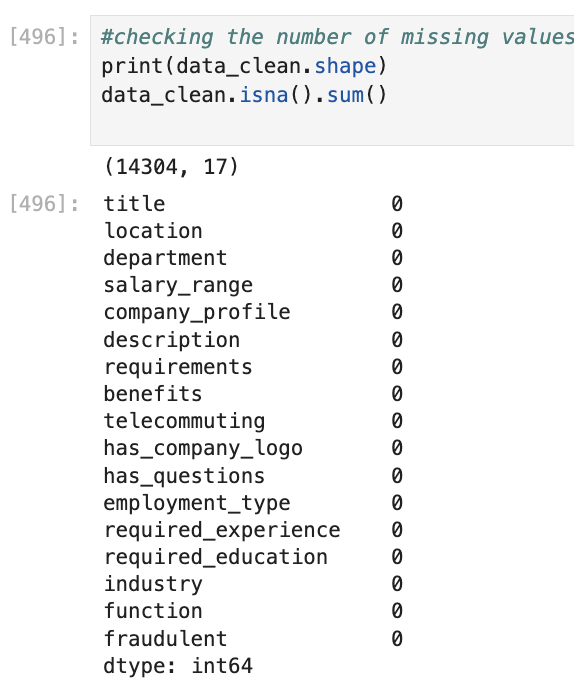 [496]: #checking the number of missing values
print(data_clean.shape)
data_clean.isna().sum()
(14304, 17)
[496]: title 0
location 0
department 0
salary_range 0
company_profile 0
description 0
requirements 0
benefits 0
telecommuting 0
has_company_logo 0
has_questions 0
employment_type 0
required_experience 0
required_education 0
industry 0
function 0
fraudulent 0
dtype: int64